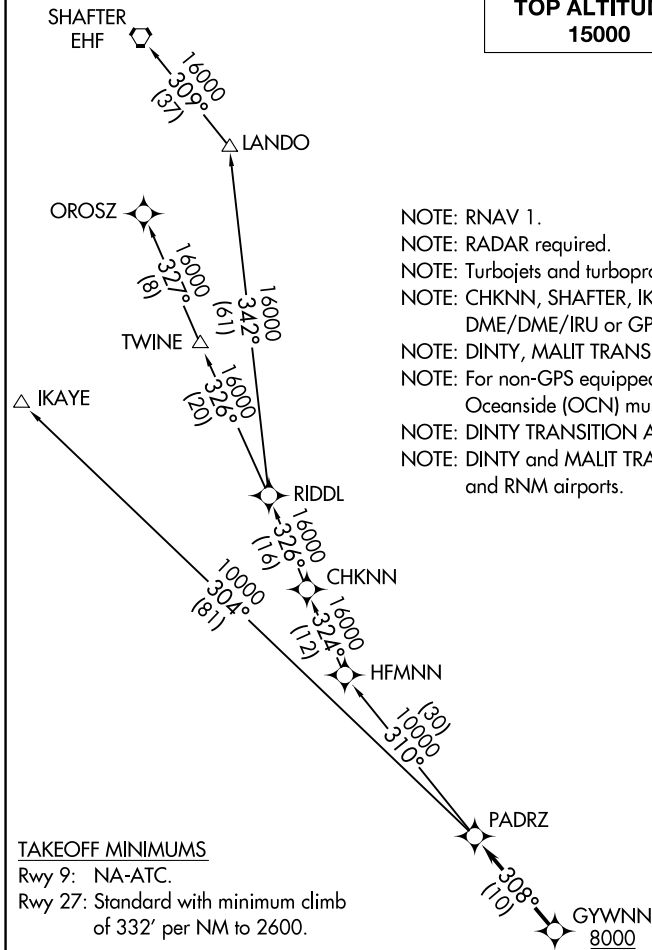 SHAFTER
EHF
TOP ALTITUD
15000
16000
309°
(37)
LANDO
OROSZ
NOTE: RNAV 1.
NOTE: RADAR required.
NOTE: Turbojets and turbopro
NOTE: CHKNN, SHAFTER, IK
DME/DME/IRU or GP
NOTE: DINTY, MALIT TRANS
NOTE: For non-GPS equipped
Oceanside (OCN) mu
NOTE: DINTY TRANSITION A
NOTE: DINTY and MALIT TRA
and RNM airports.
16000
327°
(8)
16000
342°
(61)
TWINE
16000
326°
(20)
IKAYE
RIDDL
16000
326°
(16)
CHKNN
10000
304°
(81)
16000
324°
(12)
HFMNN
(30)
10000
310°
PADRZ
TAKEOFF MINIMUMS
Rwy 9: NA-ATC.
Rwy 27: Standard with minimum climb
of 332' per NM to 2600.
308°
(10)
GYWNN
8000